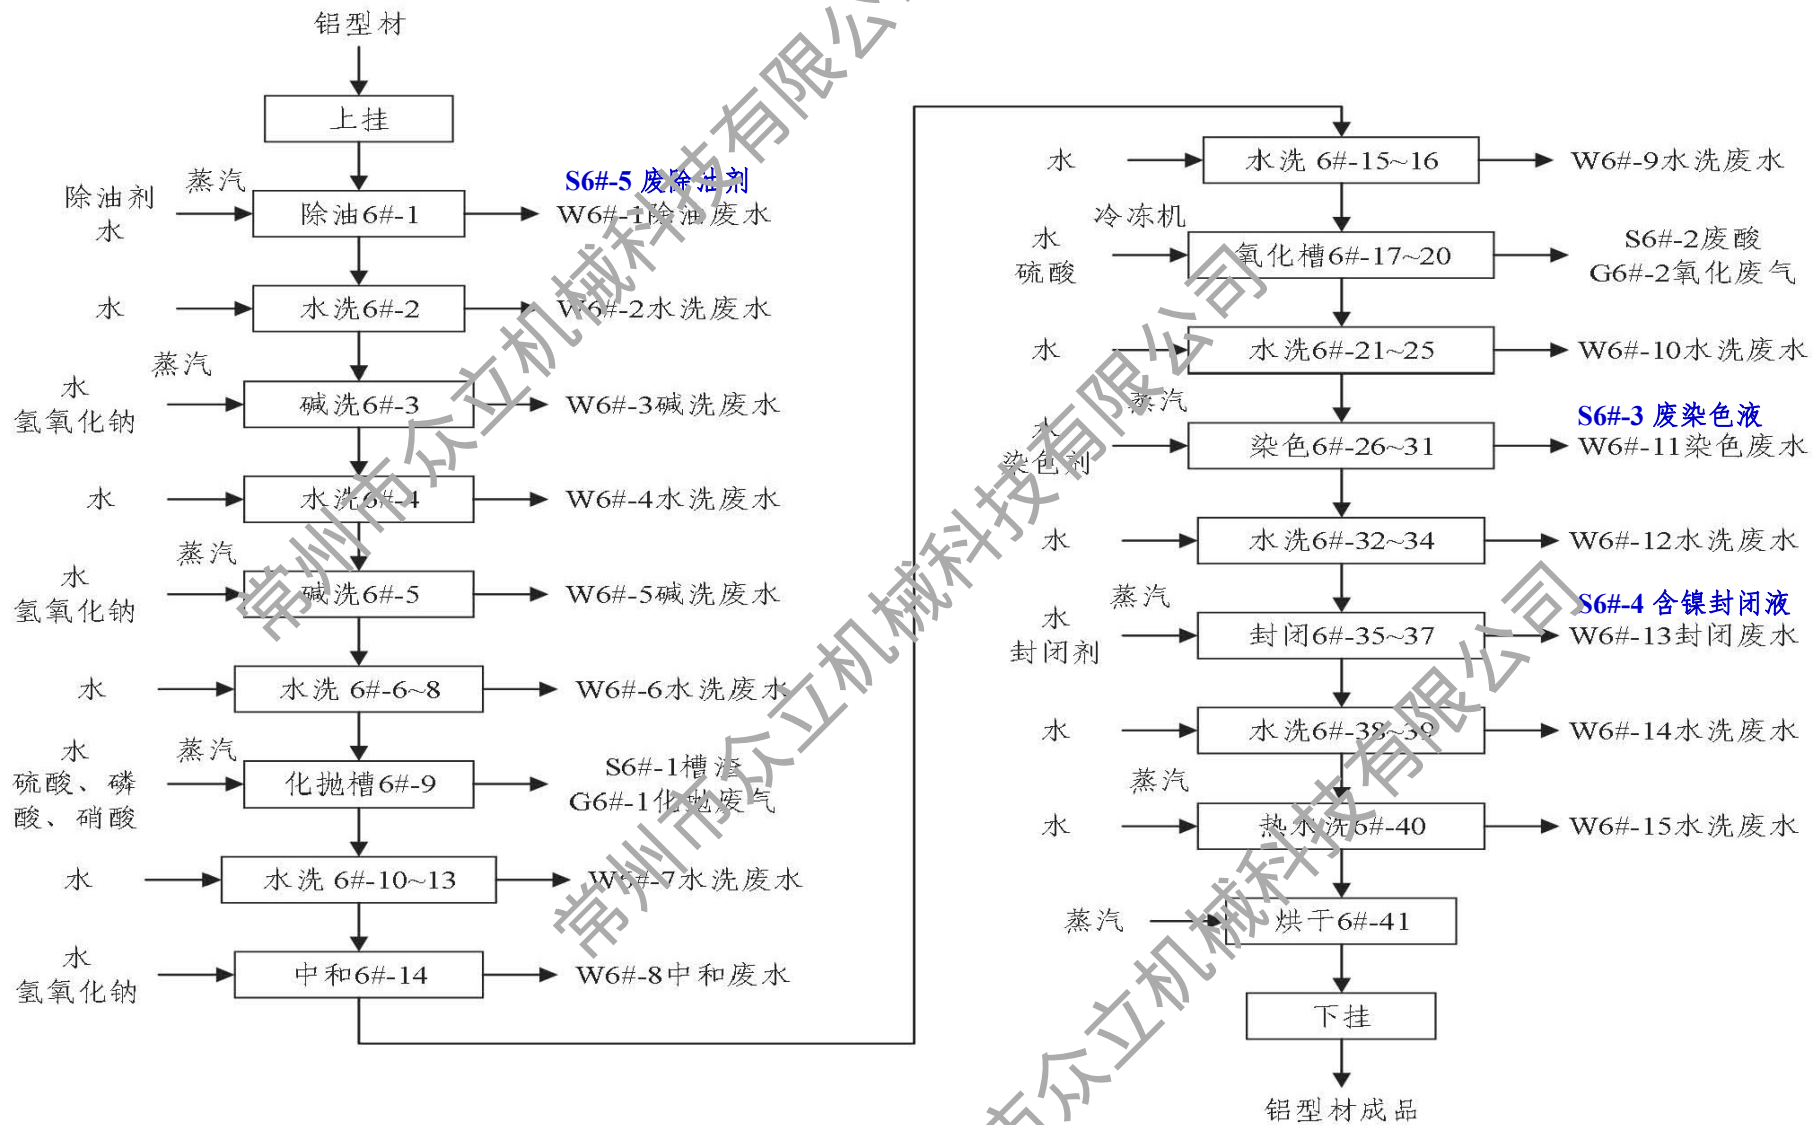 铝型材
上挂
除油剂
水
蒸汽
除油6#-1
S6#-5 废除油剂
W6#-1除油废水
水
水洗6#-2
W6#-2水洗废水
蒸汽
水
氢氧化钠
碱洗6#-3
W6#-3碱洗废水
水
水洗6#-4
W6#-4水洗废水
蒸汽
水
氢氧化钠
碱洗6#-5
W6#-5碱洗废水
水
水洗 6#-6~8
W6#-6水洗废水
水
蒸汽
硫酸、磷
酸、硝酸
化抛槽6#-9
S6#-1槽渣
G6#-1化抛废气
水
水洗 6#-10~13
W6#-7水洗废水
水
氢氧化钠
中和6#-14
W6#-8中和废水
水
水洗 6#-15~16
W6#-9水洗废水
冷冻机
水
硫酸
氧化槽6#-17~20
S6#-2废酸
G6#-2氧化废气
水
水洗6#-21~25
W6#-10水洗废水
蒸汽
水
染色剂
染色6#-26~31
S6#-3 废染色液
W6#-11染色废水
水
水洗6#-32~34
W6#-12水洗废水
蒸汽
水
封闭剂
封闭6#-35~37
S6#-4 含镍封闭液
W6#-13封闭废水
水
水洗6#-38~39
W6#-14水洗废水
蒸汽
水
热水洗6#-40
W6#-15水洗废水
蒸汽
烘干6#-41
下挂
铝型材成品
常州市众立机械科技有限公
常州市众立机械科技有限公司
市众立机械科技有限公司